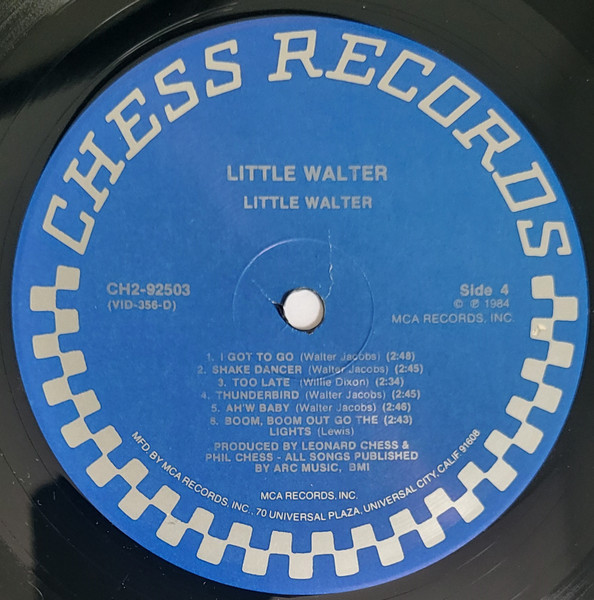 CHESS RECORDS
LITTLE WALTER
LITTLE WALTER
CH2-92503
(VID-356-D)
Side 4
© ℗ 1984
MCA RECORDS, INC.
1. I GOT TO GO (Walter Jacobs) (2:48)
2. SHAKE DANCER (Walter Jacobs) (2:45)
3. TOO LATE (Willie Dixon) (2:34)
4. THUNDERBIRD (Walter Jacobs) (2:45)
5. AH'W BABY (Walter Jacobs) (2:46)
6. BOOM, BOOM OUT GO THE (2:43)
LIGHTS (Lewis)
PRODUCED BY LEONARD CHESS &
PHIL CHESS - ALL SONGS PUBLISHED
BY ARC MUSIC, BMI
MCA RECORDS, INC.
MFD. BY MCA RECORDS, INC., 70 UNIVERSAL PLAZA, UNIVERSAL CITY, CALIF. 91608